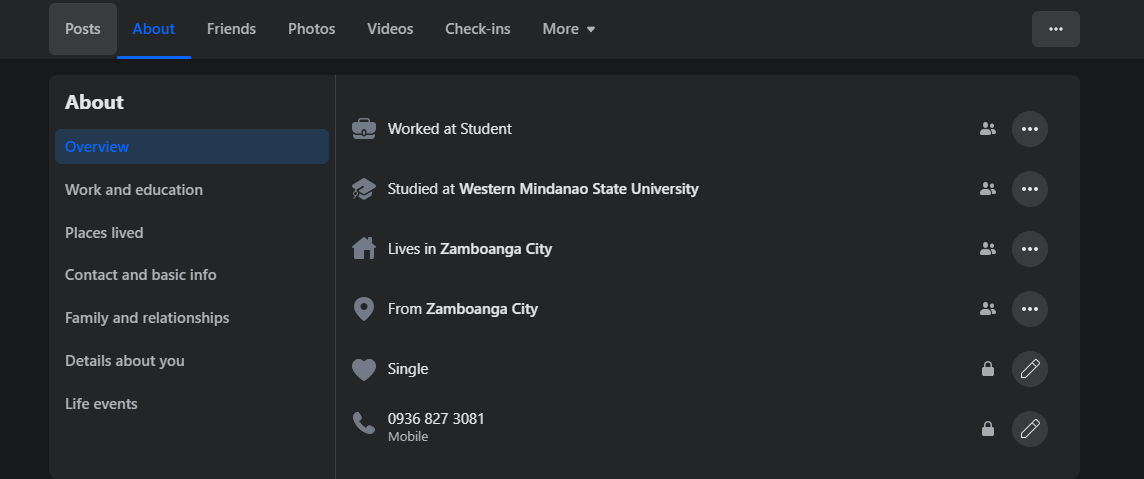 Posts About Friends Photos Videos Check-ins More
About
Overview
Work and education
Places lived
Contact and basic info
Family and relationships
Details about you
Life events
Worked at Student
Studied at Western Mindanao State University
Lives in Zamboanga City
From Zamboanga City
Single
0936 827 3081
Mobile